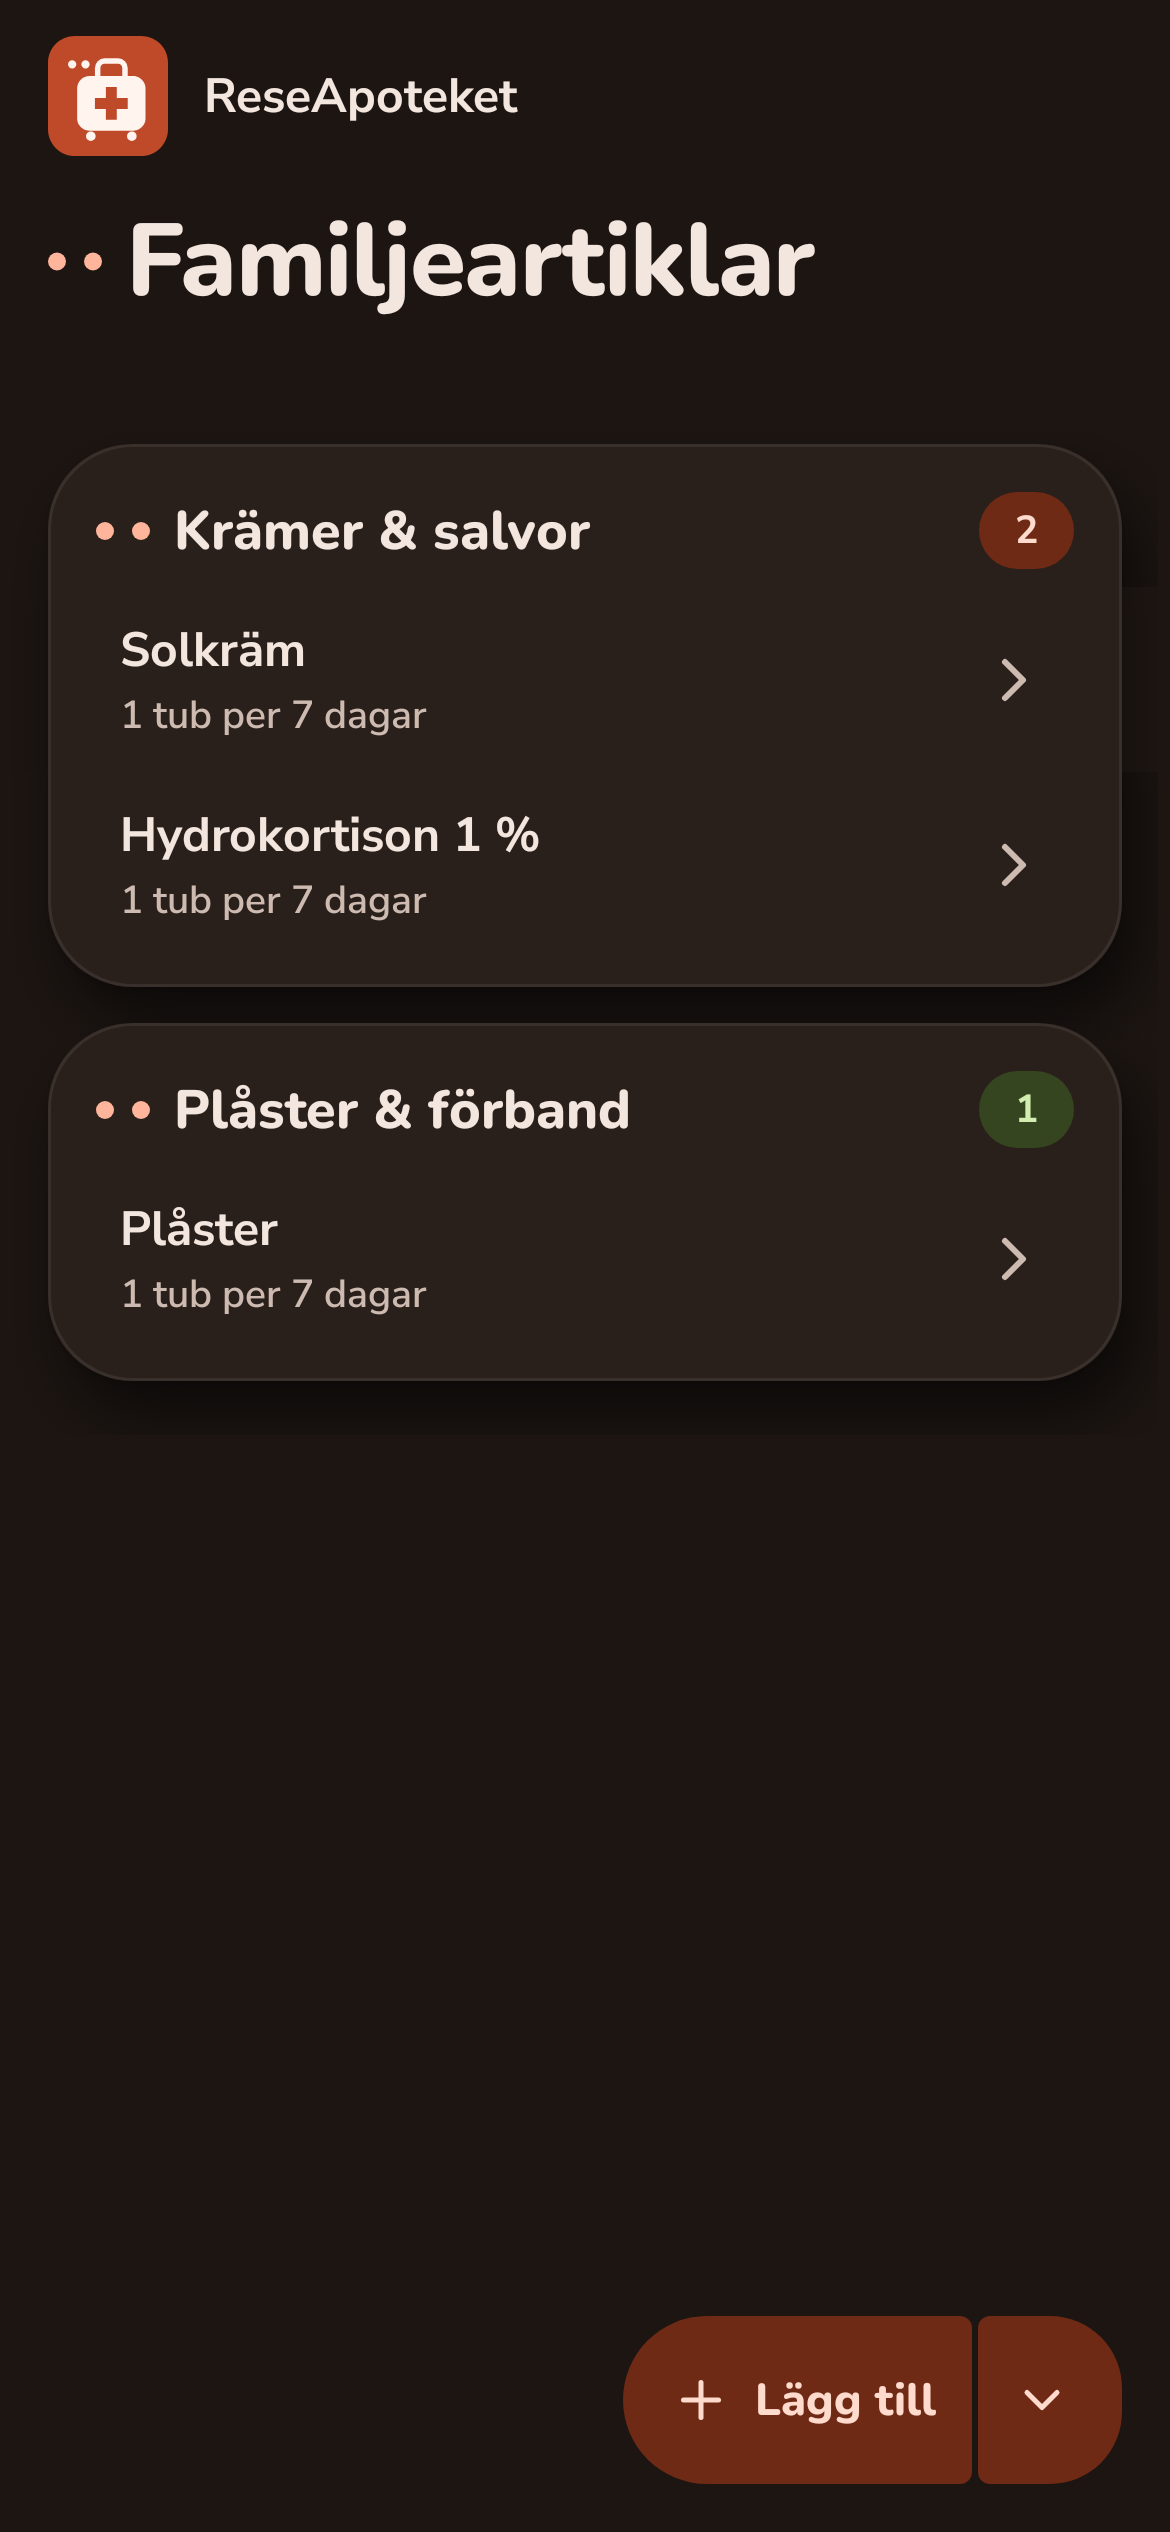 ReseApoteket
Familjeartiklar
Krämer & salvor
2
Solkräm
1 tub per 7 dagar
Hydrokortison 1 %
1 tub per 7 dagar
Plåster & förband
1
Plåster
1 tub per 7 dagar
Lägg till